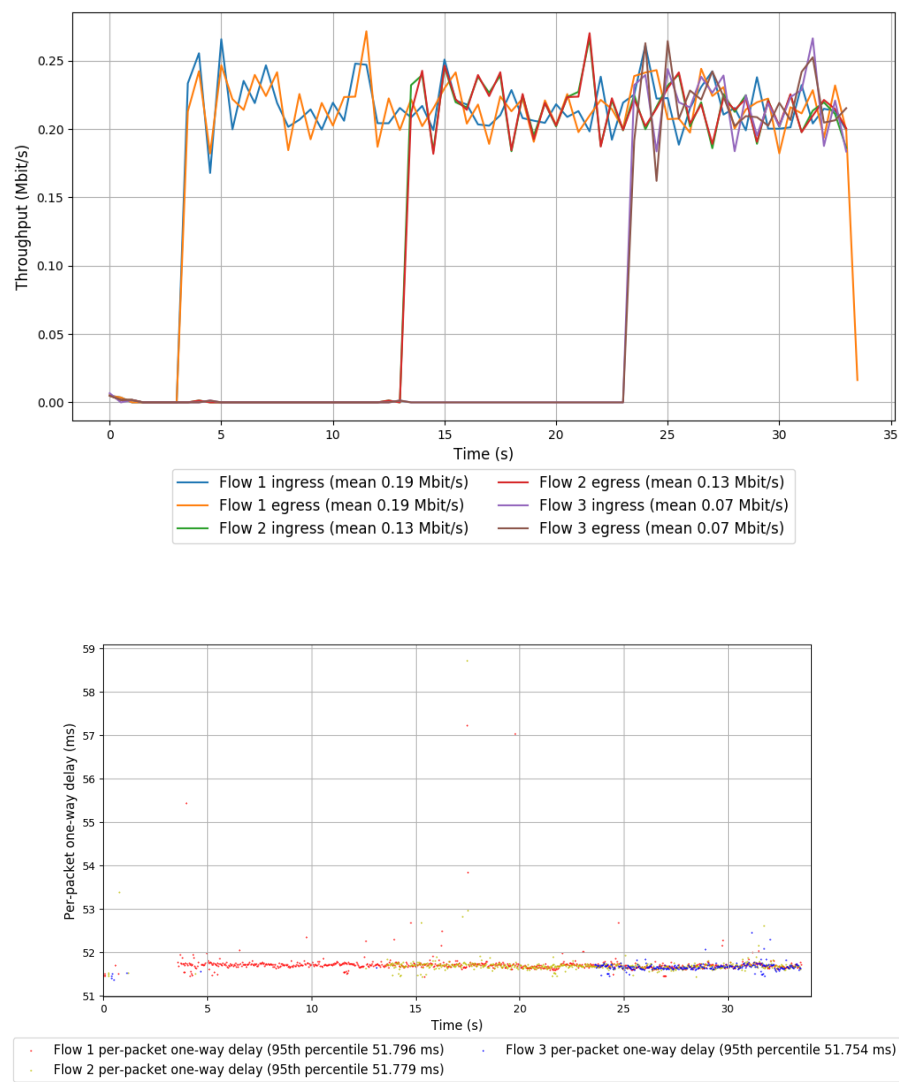 0.25
0.20
0.15
0.10
0.05
0.00
Throughput (Mbit/s)
0 5 10 15 20 25 30 35
Time (s)
Flow 1 ingress (mean 0.19 Mbit/s)
Flow 1 egress (mean 0.19 Mbit/s)
Flow 2 ingress (mean 0.13 Mbit/s)
Flow 2 egress (mean 0.13 Mbit/s)
Flow 3 ingress (mean 0.07 Mbit/s)
Flow 3 egress (mean 0.07 Mbit/s)
59
58
57
56
55
54
53
52
51
Per-packet one-way delay (ms)
0 5 10 15 20 25 30
Time (s)
Flow 1 per-packet one-way delay (95th percentile 51.796 ms)
Flow 2 per-packet one-way delay (95th percentile 51.779 ms)
Flow 3 per-packet one-way delay (95th percentile 51.754 ms)